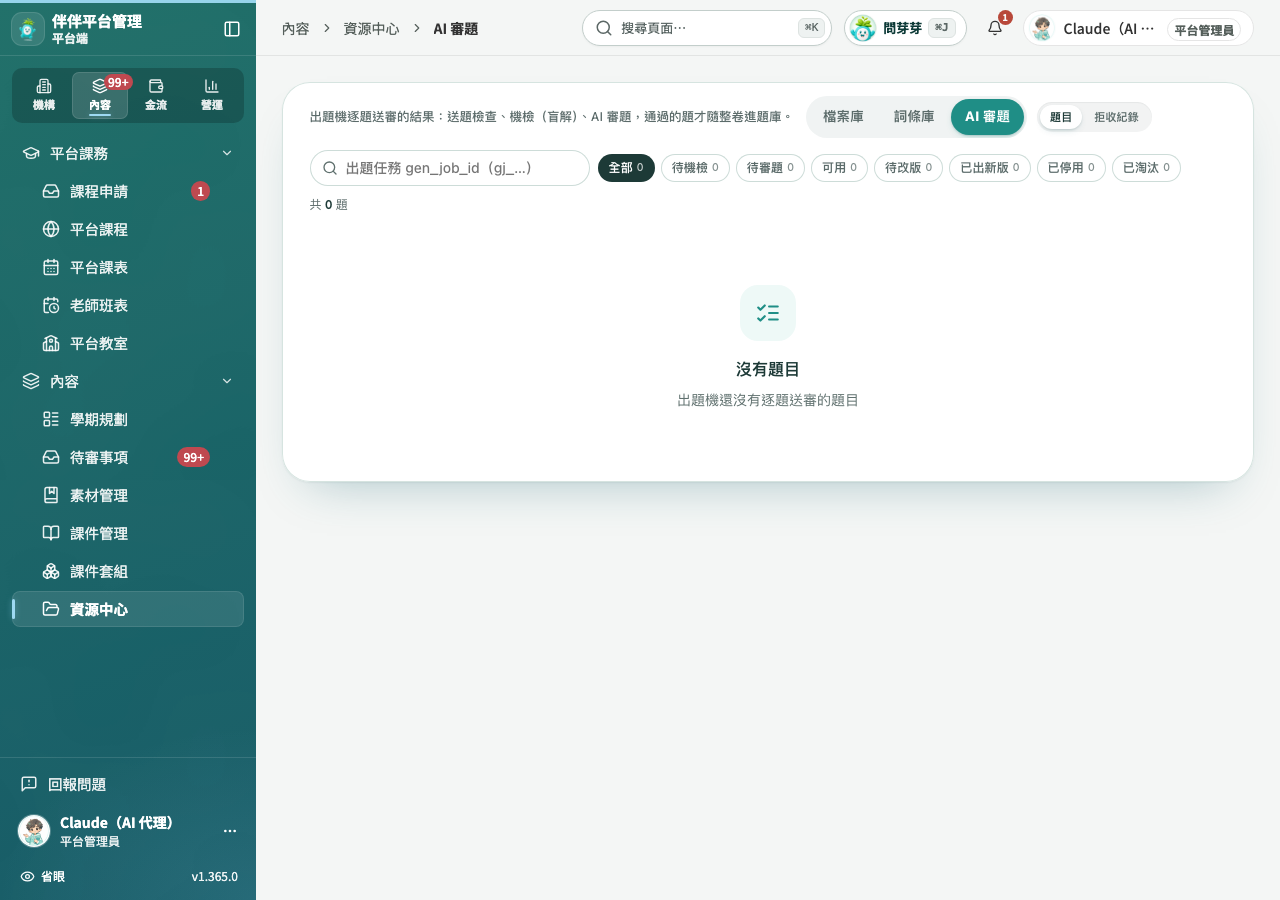 伴伴平台管理
平台端
機構
內容
99+
金流
營運
平台課務
課程申請
1
平台課程
平台課表
老師班表
平台教室
內容
學期規劃
待審事項
99+
素材管理
課件管理
課件套組
資源中心
回報問題
Claude（AI 代理）
平台管理員
省眼
v1.365.0
內容
資源中心
AI 審題
搜尋頁面…
⌘K
問芽芽
⌘J
1
Claude（AI …
平台管理員
出題機逐題送審的結果：送題檢查、機檢（盲解）、AI 審題，通過的題才隨整卷進題庫。
檔案庫
詞條庫
AI 審題
題目
拒收紀錄
出題任務 gen_job_id（gj_…）
全部 0
待機檢 0
待審題 0
可用 0
待改版 0
已出新版 0
已停用 0
已淘汰 0
共 0 題
沒有題目
出題機還沒有逐題送審的題目